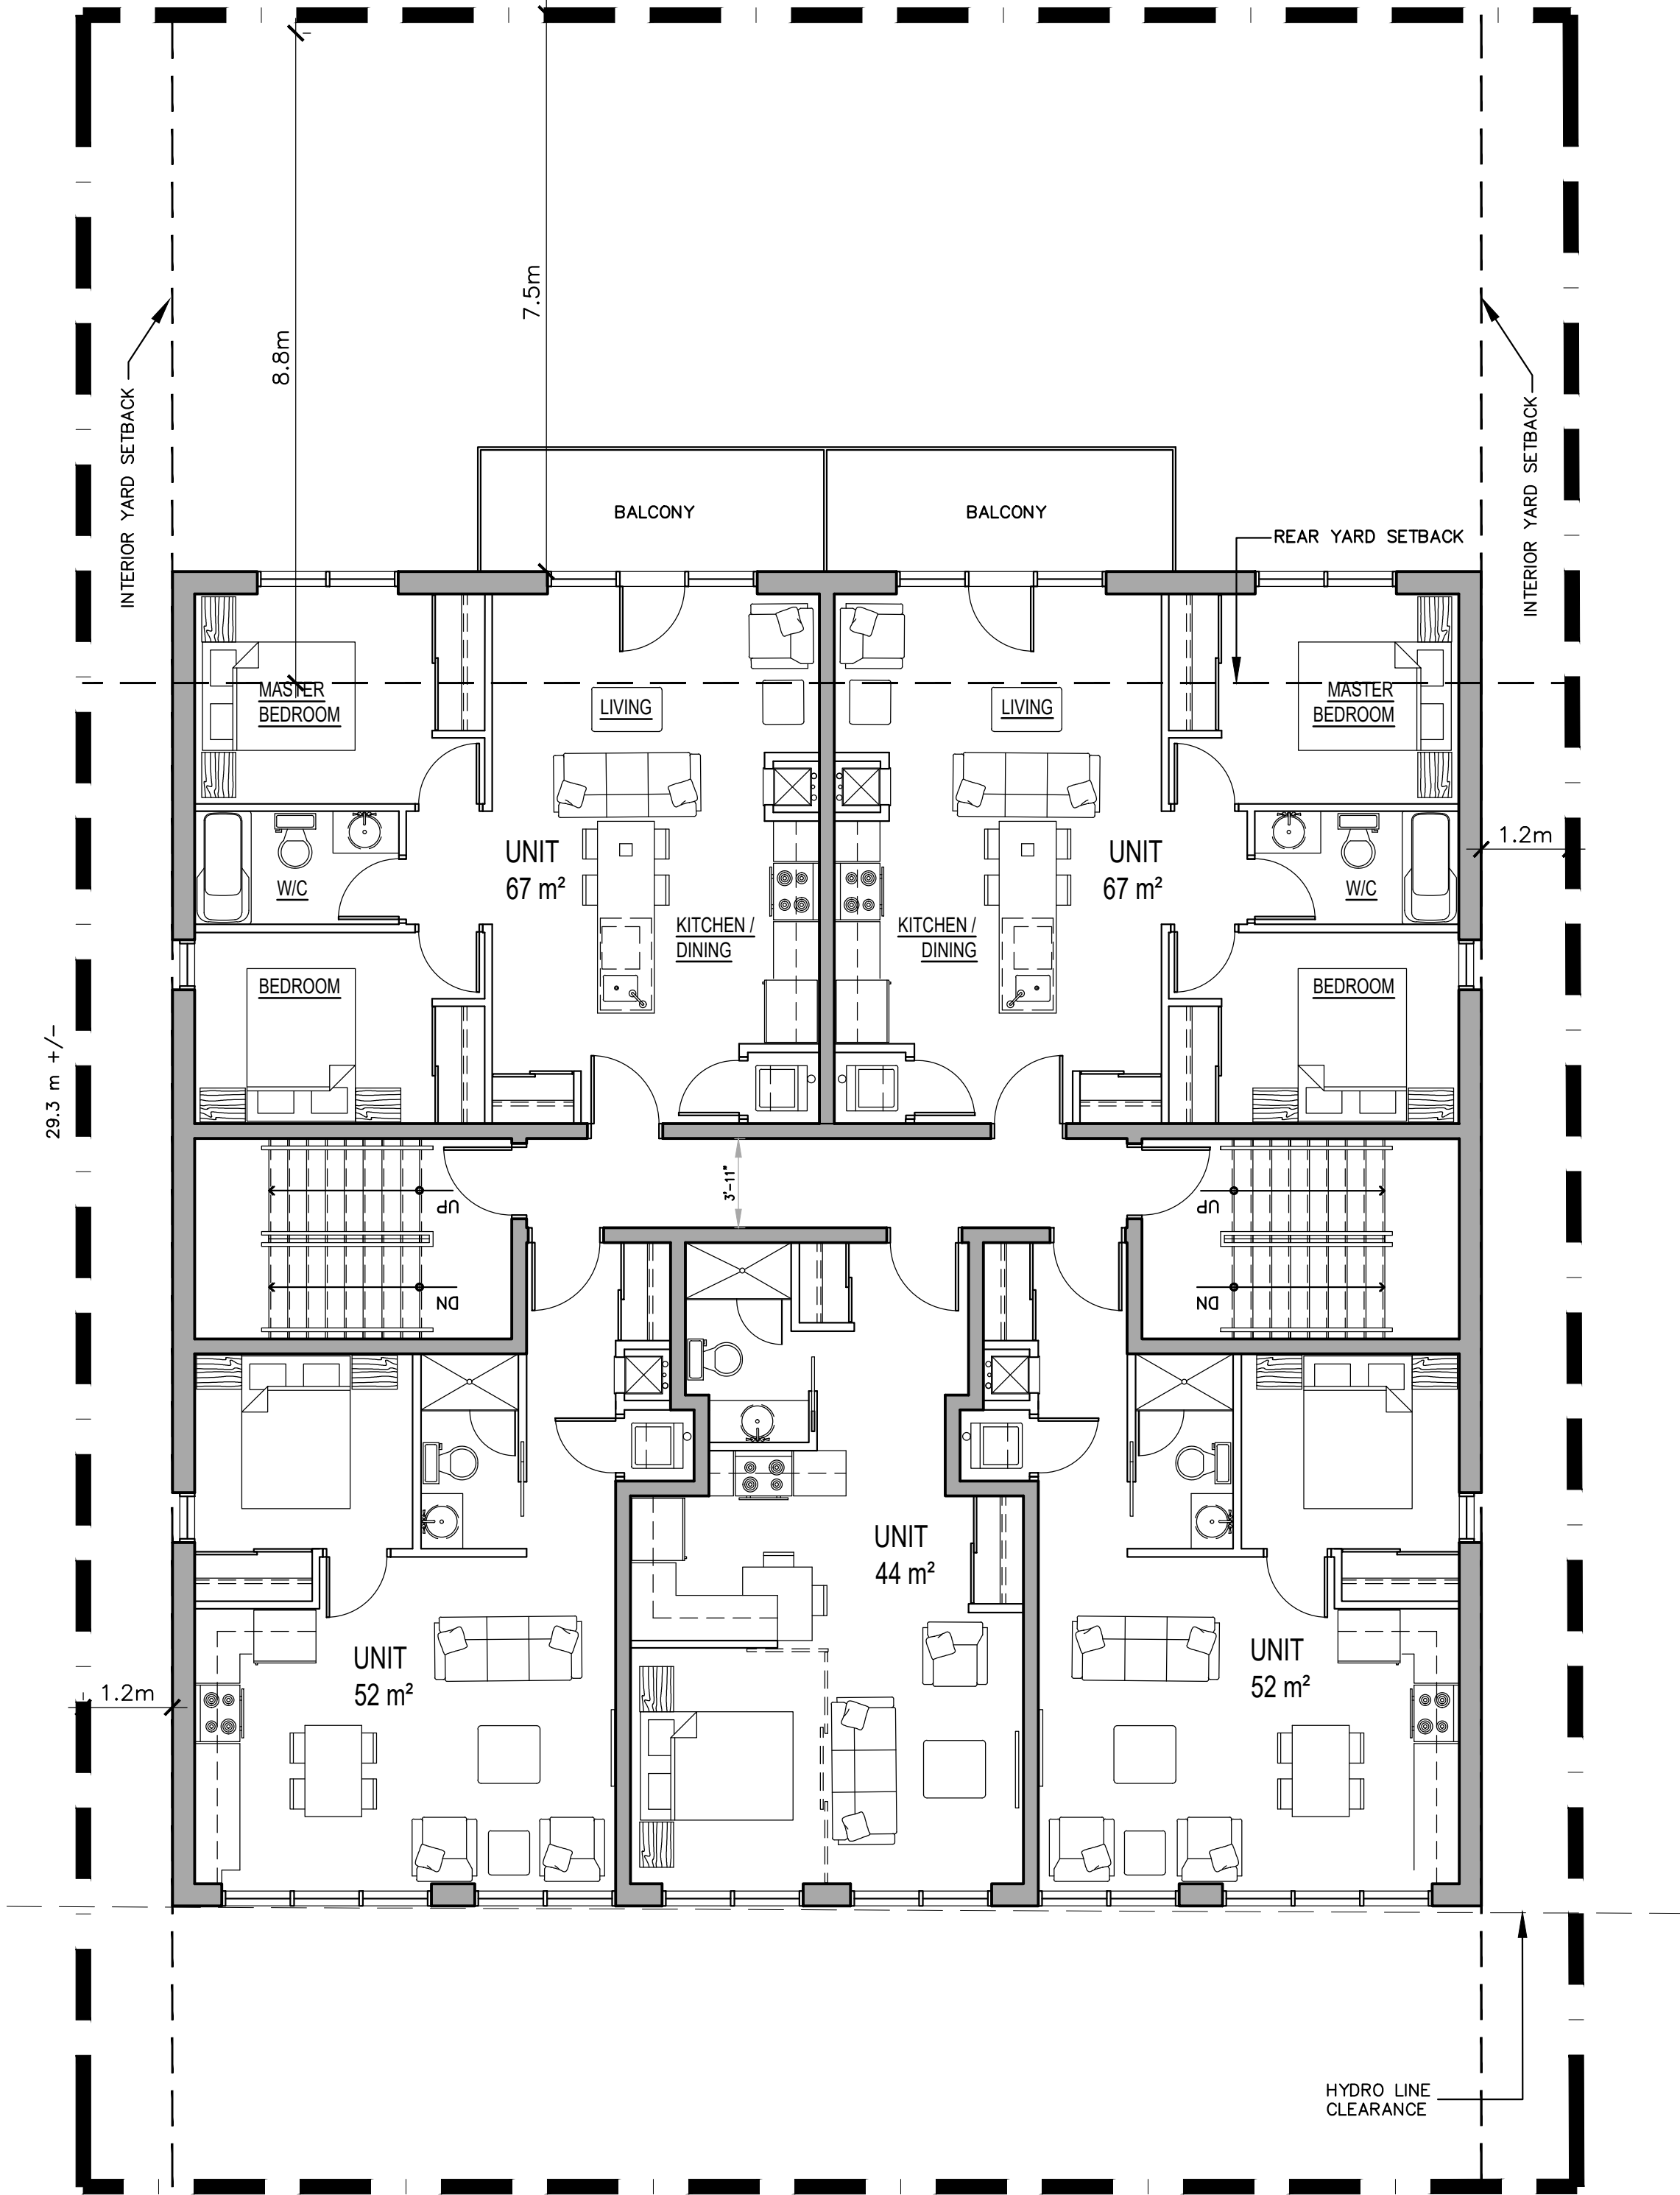 7.5m
8.8m
INTERIOR YARD SETBACK
INTERIOR YARD SETBACK
BALCONY
BALCONY
REAR YARD SETBACK
MASTER
BEDROOM
LIVING
LIVING
MASTER
BEDROOM
1.2m
UNIT
67 m²
UNIT
67 m²
W/C
W/C
KITCHEN /
DINING
KITCHEN /
DINING
BEDROOM
BEDROOM
29.3 m +/-
3'-11"
UP
UP
DN
DN
UNIT
44 m²
UNIT
52 m²
UNIT
52 m²
1.2m
HYDRO LINE
CLEARANCE